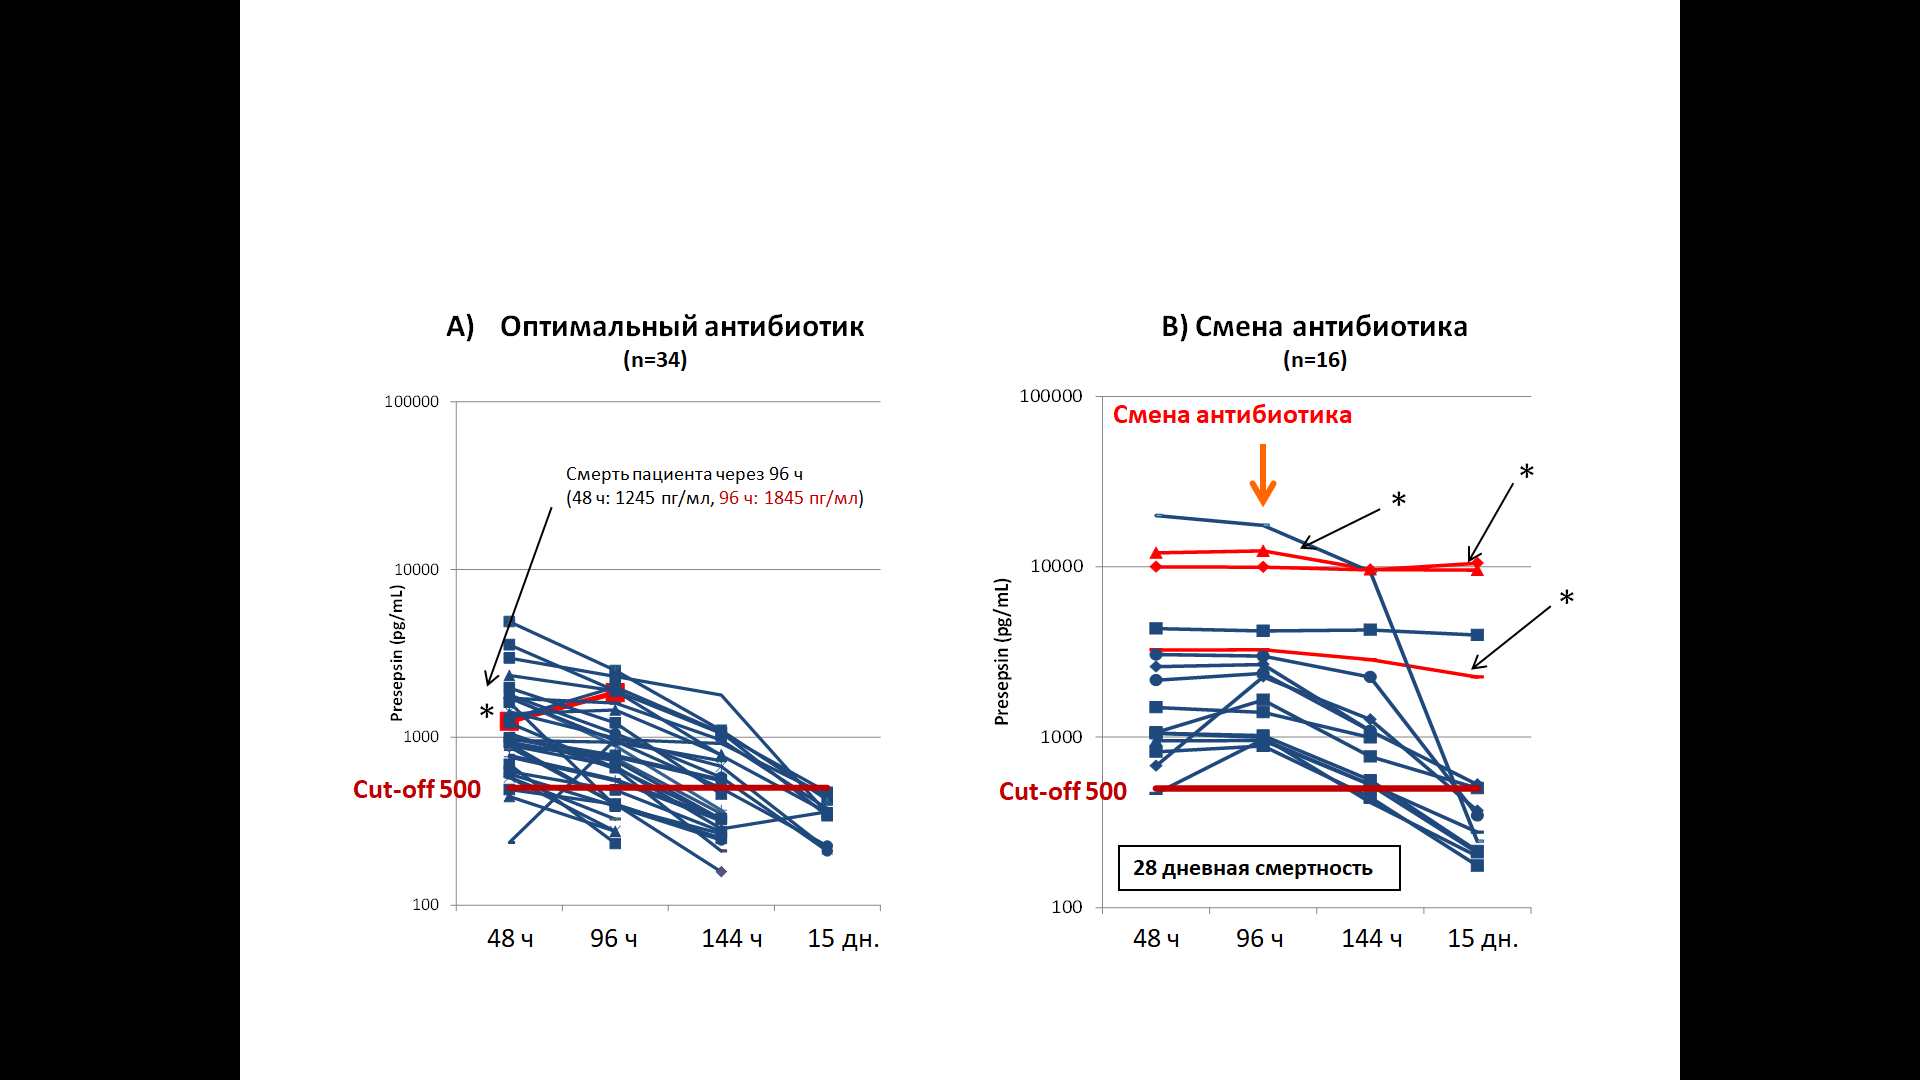 A) Оптимальный антибиотик
(n=34)
100000
10000
1000
100
Presepsin (pg/mL)
Смерть пациента через 96 ч
(48 ч: 1245 пг/мл, 96 ч: 1845 пг/мл)
*
Cut-off 500
48 ч 96 ч 144 ч 15 дн.
B) Смена антибиотика
(n=16)
100000
10000
1000
100
Presepsin (pg/mL)
Смена антибиотика
*
*
*
Cut-off 500
28 дневная смертность
48 ч 96 ч 144 ч 15 дн.